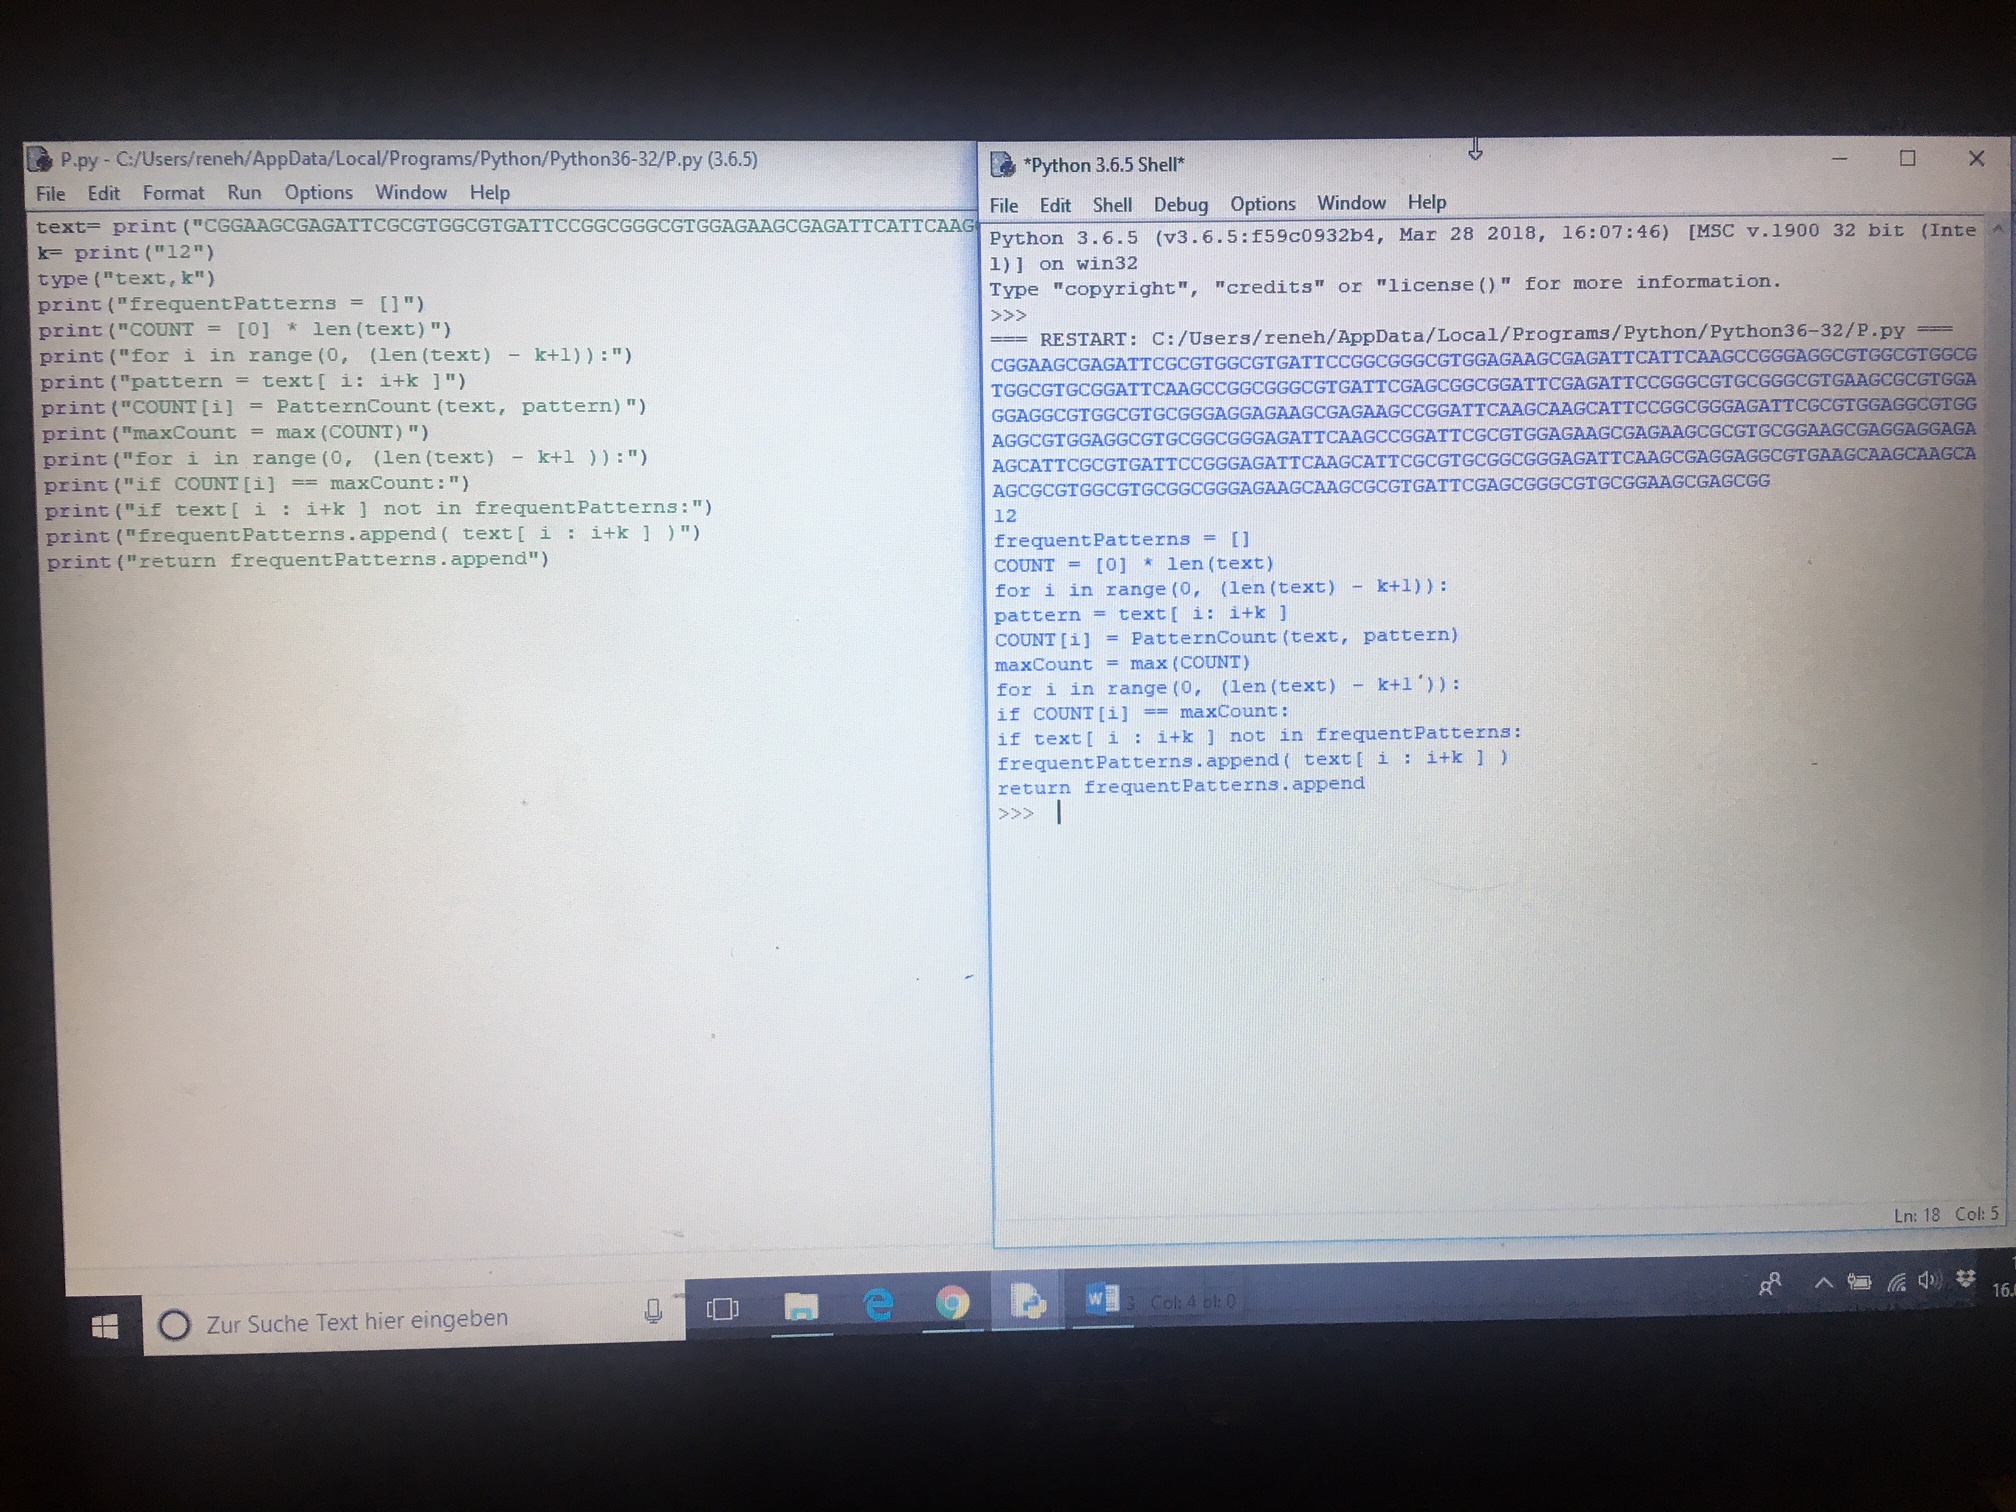 P.py - C:/Users/reneh/AppData/Local/Programs/Python/Python36-32/P.py (3.6.5)
File Edit Format Run Options Window Help
text= print("CGGAAGCGAGATTCGCGTGGCGTGATTCCGGCGGGCGTGGAGAAGCGAGATTCATTCAAG
k= print("12")
type("text,k")
print("frequentPatterns = []")
print("COUNT = [0] * len(text)")
print("for i in range(0, (len(text) - k+1)):")
print("pattern = text[ i: i+k ]")
print("COUNT[i] = PatternCount(text, pattern)")
print("maxCount = max(COUNT)")
print("for i in range(0, (len(text) - k+1 )):")
print("if COUNT[i] == maxCount:")
print("if text[ i : i+k ] not in frequentPatterns:")
print("frequentPatterns.append( text[ i : i+k ] )")
print("return frequentPatterns.append")
*Python 3.6.5 Shell*
File Edit Shell Debug Options Window Help
Python 3.6.5 (v3.6.5:f59c0932b4, Mar 28 2018, 16:07:46) [MSC v.1900 32 bit (Inte
l)] on win32
Type "copyright", "credits" or "license()" for more information.
>>>
=== RESTART: C:/Users/reneh/AppData/Local/Programs/Python/Python36-32/P.py ===
CGGAAGCGAGATTCGCGTGGCGTGATTCCGGCGGGCGTGGAGAAGCGAGATTCATTCAAGCCGGGAGGCGTGGCGTGGCG
TGGCGTGCGGATTCAAGCCGGCGGGCGTGATTCGAGCGGCGGATTCGAGATTCCGGGCGTGCGGGCGTGAAGCGCGTGGA
GGAGGCGTGGCGTGCGGGAGGAGAAGCGAGAAGCCGGATTCAAGCAAGCATTCCGGCGGGAGATTCGCGTGGAGGCGTGG
AGGCGTGGAGGCGTGCGGCGGGAGATTCAAGCCGGATTCGCGTGGAGAAGCGAGAAGCGCGTGCGGAAGCGAGGAGGAGA
AGCATTCGCGTGATTCCGGGAGATTCAAGCATTCGCGTGCGGCGGGAGATTCAAGCGAGGAGGCGTGAAGCAAGCAAGCA
AGCGCGTGGCGTGCGGCGGGAGAAGCAAGCGCGTGATTCGAGCGGGCGTGCGGAAGCGAGCGG
12
frequentPatterns = []
COUNT = [0] * len(text)
for i in range(0, (len(text) - k+1)):
pattern = text[ i: i+k ]
COUNT[i] = PatternCount(text, pattern)
maxCount = max(COUNT)
for i in range(0, (len(text) - k+1 )):
if COUNT[i] == maxCount:
if text[ i : i+k ] not in frequentPatterns:
frequentPatterns.append( text[ i : i+k ] )
return frequentPatterns.append
>>>
Ln: 18 Col: 5
Zur Suche Text hier eingeben
Col: 4
16.